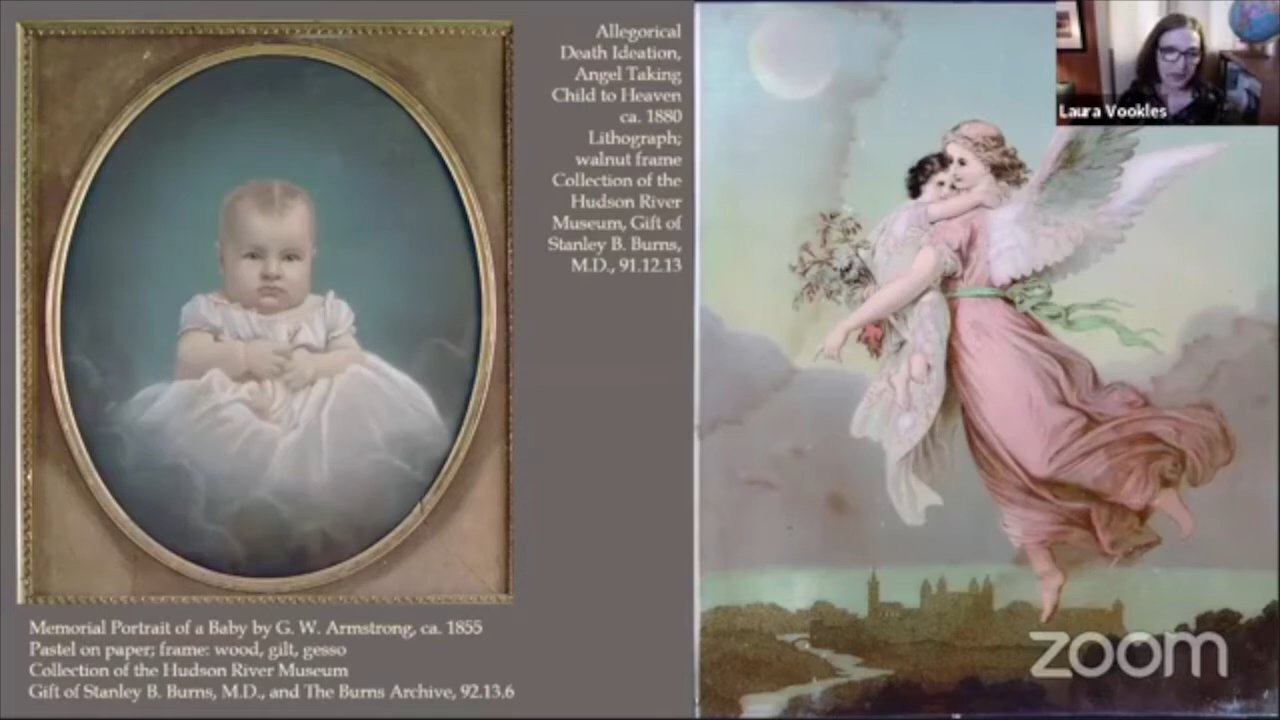 Allegorical
Death Ideation,
Angel Taking
Child to Heaven
ca. 1880
Lithograph;
walnut frame
Collection of the
Hudson River
Museum, Gift of
Stanley B. Burns,
M.D., 91.12.13
Memorial Portrait of a Baby by G. W. Armstrong, ca. 1855
Pastel on paper; frame: wood, gilt, gesso
Collection of the Hudson River Museum
Gift of Stanley B. Burns, M.D., and The Burns Archive, 92.13.6
Laura Vookles
zoom